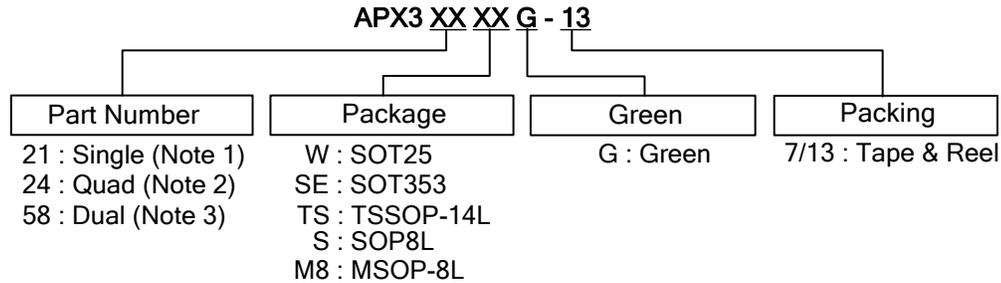 APX3 XX XX G - 13
Part Number
21 : Single (Note 1)
24 : Quad (Note 2)
58 : Dual (Note 3)
Package
W : SOT25
SE : SOT353
TS : TSSOP-14L
S : SOP8L
M8 : MSOP-8L
Green
G : Green
Packing
7/13 : Tape & Reel